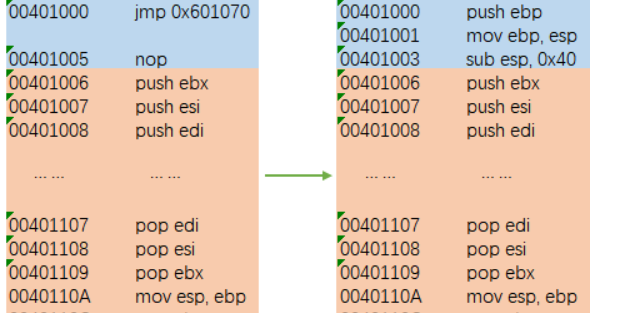 00401000 jmp 0x601070 00401000 push ebp
00401001 mov ebp, esp
00401005 nop 00401003 sub esp, 0x40
00401006 push ebx 00401006 push ebx
00401007 push esi 00401007 push esi
00401008 push edi 00401008 push edi
... ... ... ... ... ... ... ...
00401107 pop edi 00401107 pop edi
00401108 pop esi 00401108 pop esi
00401109 pop ebx 00401109 pop ebx
0040110A mov esp, ebp 0040110A mov esp, ebp